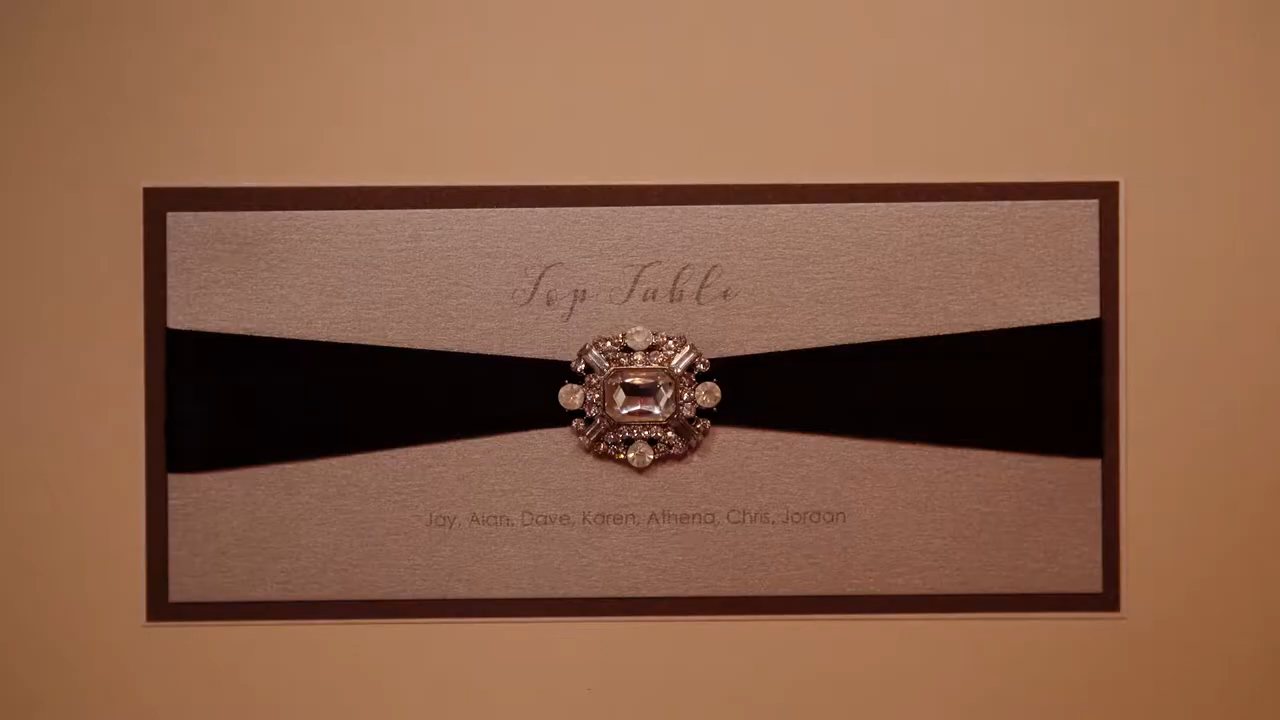 Top Table
Jay, Alan, Dave, Karen, Athena, Chris, Jordan